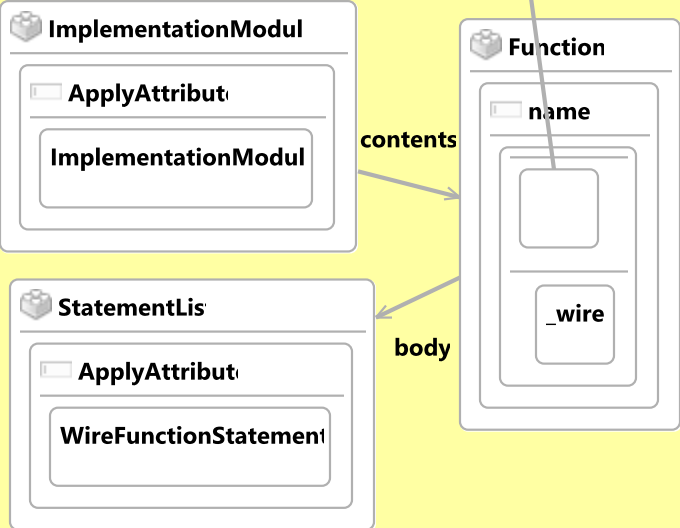 ImplementationModul
ApplyAttribut
ImplementationModul
contents
Function
name
_wire
StatementLis
ApplyAttribut
WireFunctionStatement
body